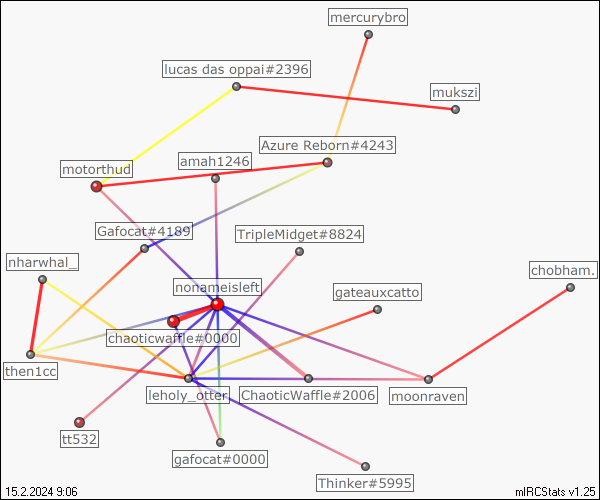 mercurybro
lucas das oppai#2396
mukszi
Azure Reborn#4243
amah1246
motorthud
Gafocat#4189
TripleMidget#8824
nharwhal_
chobham.
nonameisleft
gateauxcatto
chaoticwaffle#0000
then1cc
leholy_otter
ChaoticWaffle#2006
moonraven
tt532
gafocat#0000
Thinker#5995
15.2.2024 9:06
mIRCStats v1.25